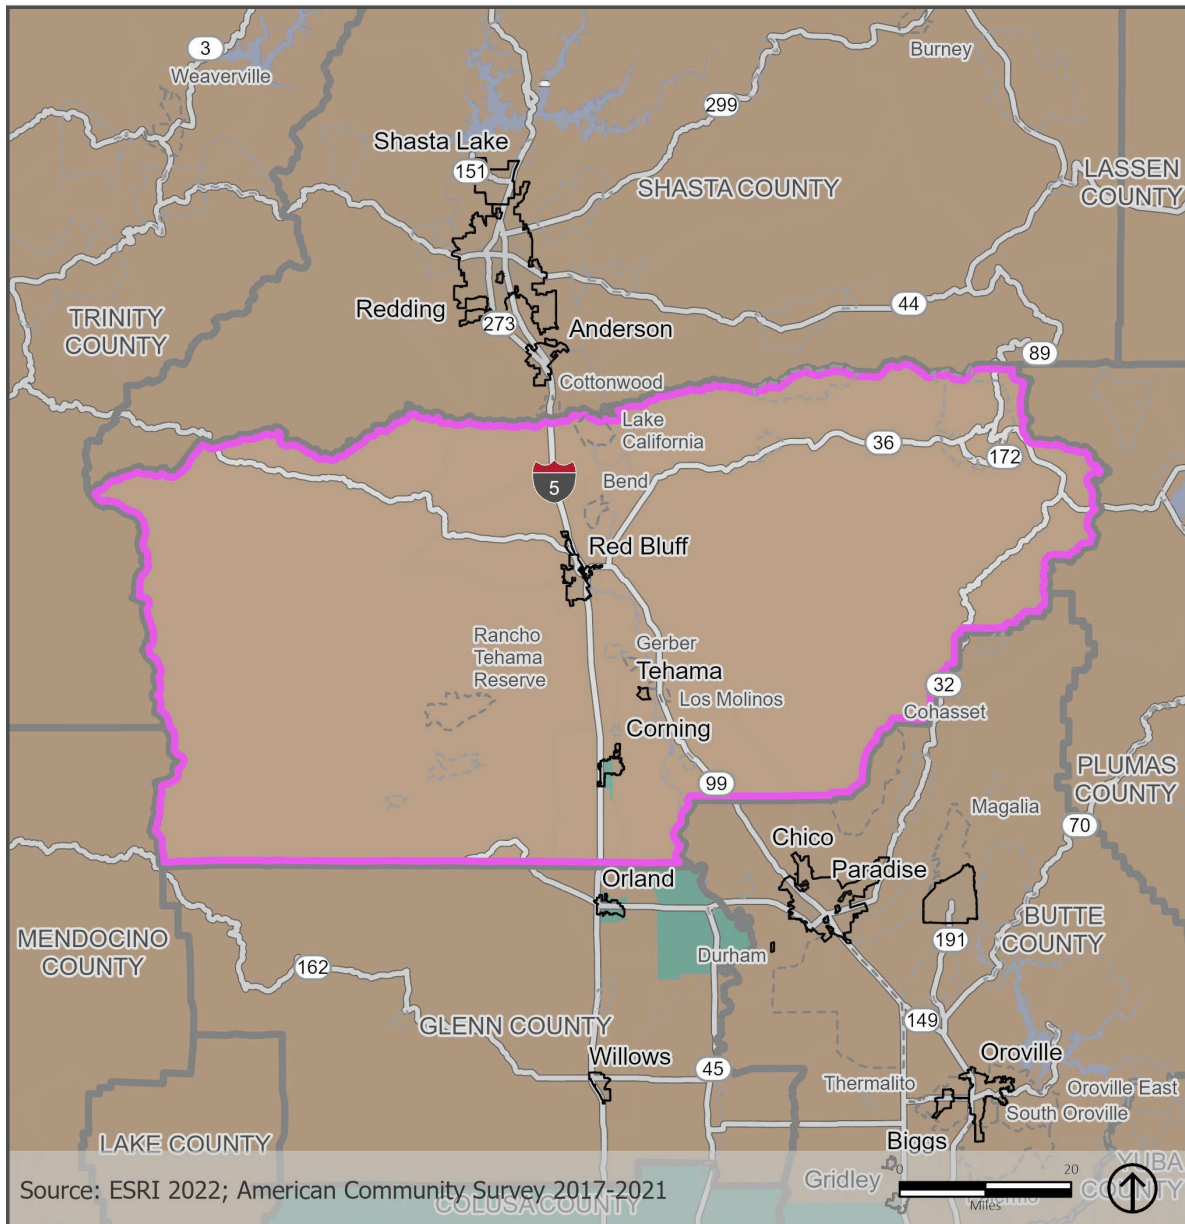 3
Weaverville
Burney
299
Shasta Lake
151
SHASTA COUNTY
LASSEN
COUNTY
TRINITY
COUNTY
Redding
273
Anderson
44
89
Cottonwood
Lake
California
36
172
5
Bend
Red Bluff
Rancho
Tehama
Reserve
Gerber
Tehama
Los Molinos
32
Cohasset
Corning
99
PLUMAS
COUNTY
Magalia
70
Chico
Paradise
Orland
MENDOCINO
COUNTY
162
Durham
191
BUTTE
COUNTY
GLENN COUNTY
149
Willows
45
Oroville
Thermalito
Oroville East
South Oroville
LAKE COUNTY
Biggs
YUBA
COUNTY
Gridley
0
20
Miles
Source: ESRI 2022; American Community Survey 2017-2021
COLUSA COUNTY